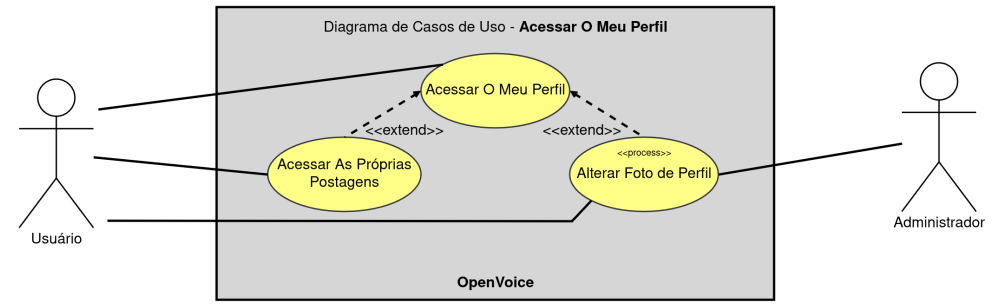 Diagrama de Casos de Uso - Acessar O Meu Perfil
Acessar O Meu Perfil
<<extend>>
<<extend>>
Acessar As Próprias
Postagens
<<process>>
Alterar Foto de Perfil
Usuário
Administrador
OpenVoice